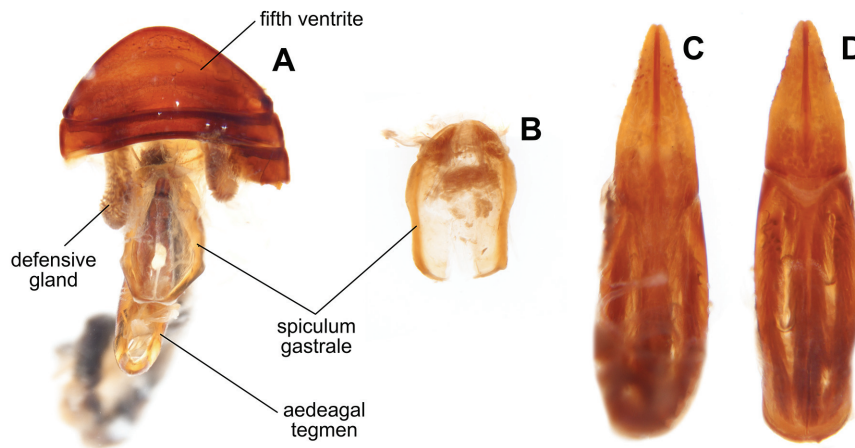 fifth ventrite
A
B
C
D
defensive
gland
spiculum
gastrale
aedeagal
tegmen